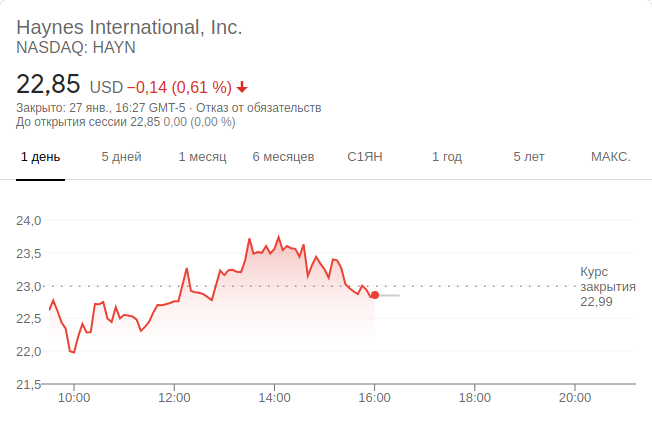 Haynes International, Inc.
NASDAQ: HAYN
22,85 USD −0,14 (0,61 %)
Закрыто: 27 янв., 16:27 GMT-5 · Отказ от обязательств
До открытия сессии 22,85 0,00 (0,00 %)
1 день 5 дней 1 месяц 6 месяцев С1ЯН 1 год 5 лет МАКС.
24,0
23,5
Курс
23,0 закрытия
22,99
22,5
22,0
21,5
10:00 12:00 14:00 16:00 18:00 20:00